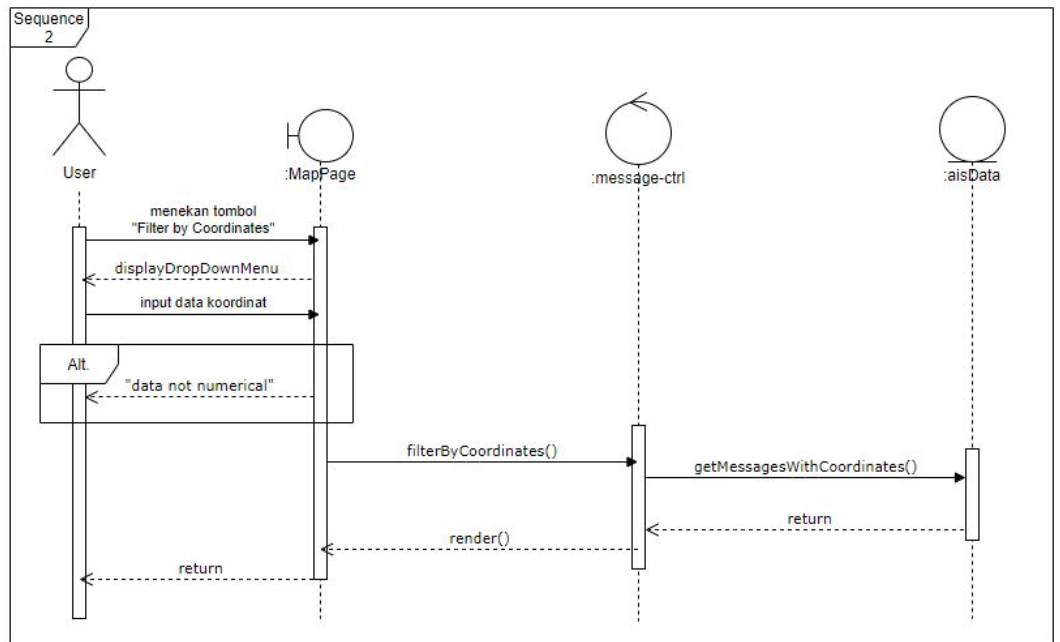 Sequence
2
User
:MapPage
:message-ctrl
:aisData
menekan tombol
"Filter by Coordinates"
displayDropDownMenu
input data koordinat
Alt.
"data not numerical"
filterByCoordinates()
getMessagesWithCoordinates()
return
render()
return